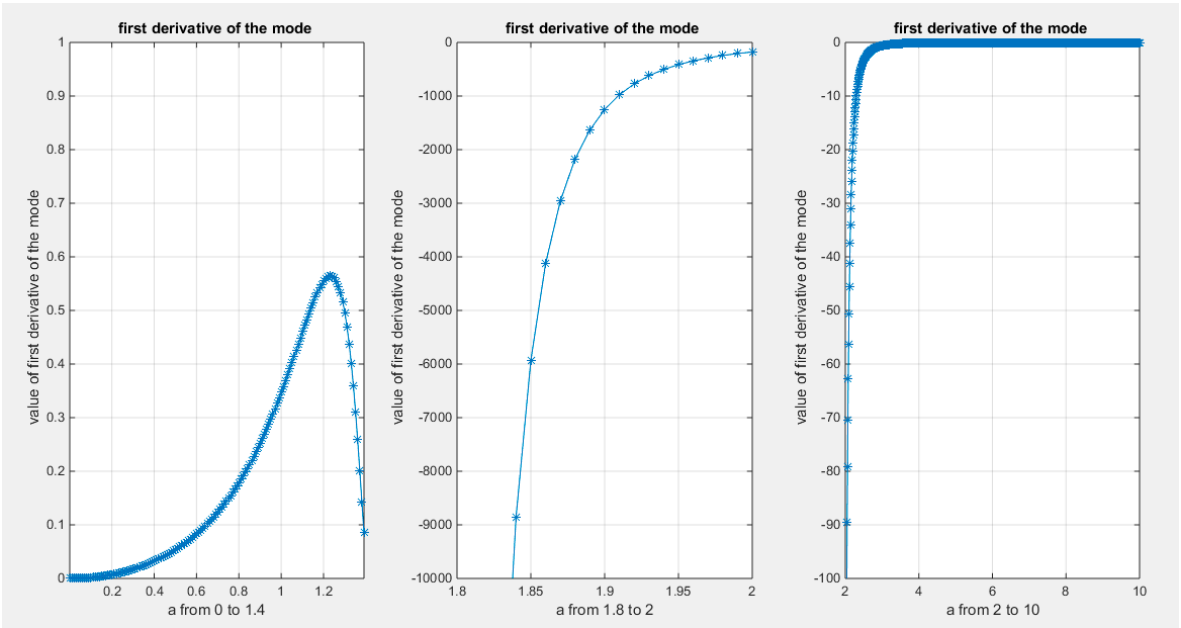 first derivative of the mode
value of first derivative of the mode
1
0.9
0.8
0.7
0.6
0.5
0.4
0.3
0.2
0.1
0
0.2 0.4 0.6 0.8 1 1.2
a from 0 to 1.4
first derivative of the mode
value of first derivative of the mode
0
-1000
-2000
-3000
-4000
-5000
-6000
-7000
-8000
-9000
-10000
1.8 1.85 1.9 1.95 2
a from 1.8 to 2
first derivative of the mode
value of first derivative of the mode
0
-10
-20
-30
-40
-50
-60
-70
-80
-90
-100
2 4 6 8 10
a from 2 to 10